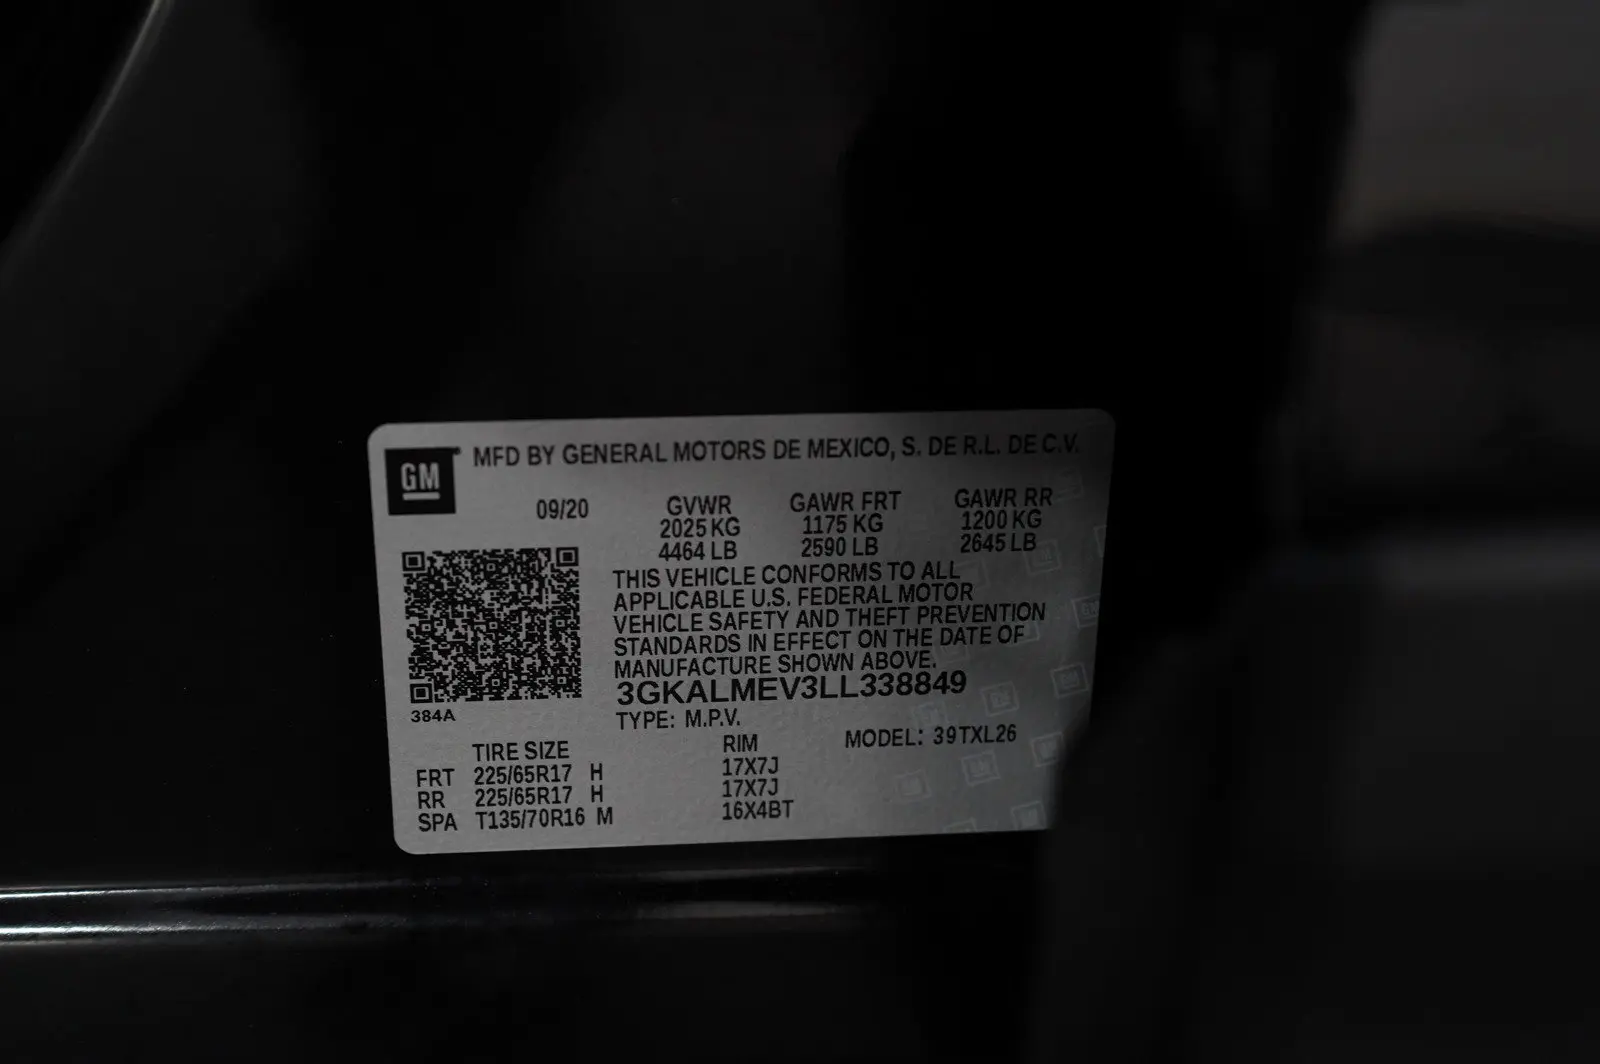 GM MFD BY GENERAL MOTORS DE MEXICO, S. DE R.L. DE C.V.
09/20 GVWR GAWR FRT GAWR RR
2025 KG 1175 KG 1200 KG
4464 LB 2590 LB 2645 LB
THIS VEHICLE CONFORMS TO ALL
APPLICABLE U.S. FEDERAL MOTOR
VEHICLE SAFETY AND THEFT PREVENTION
STANDARDS IN EFFECT ON THE DATE OF
MANUFACTURE SHOWN ABOVE.
3GKALMEV3LL338849
384A
TYPE: M.P.V.
TIRE SIZE RIM MODEL: 39TXL26
FRT 225/65R17 H 17X7J
RR 225/65R17 H 17X7J
SPA T135/70R16 M 16X4BT